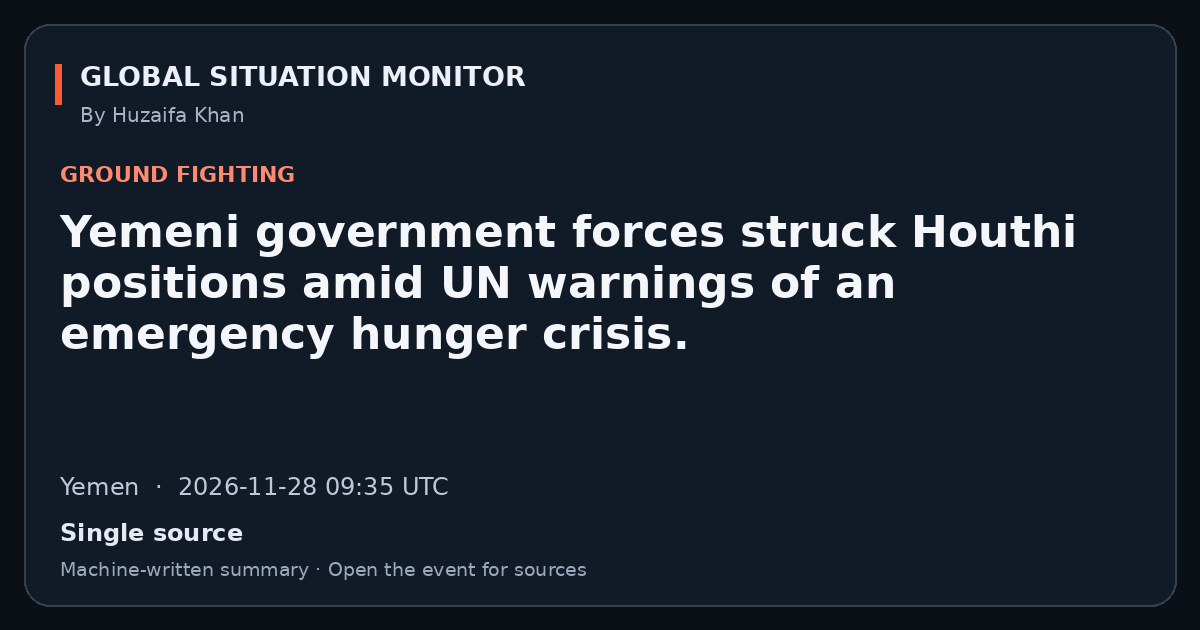 GLOBAL SITUATION MONITOR
By Huzaifa Khan
GROUND FIGHTING
Yemeni government forces struck Houthi
positions amid UN warnings of an
emergency hunger crisis.
Yemen · 2026-11-28 09:35 UTC
Single source
Machine-written summary · Open the event for sources